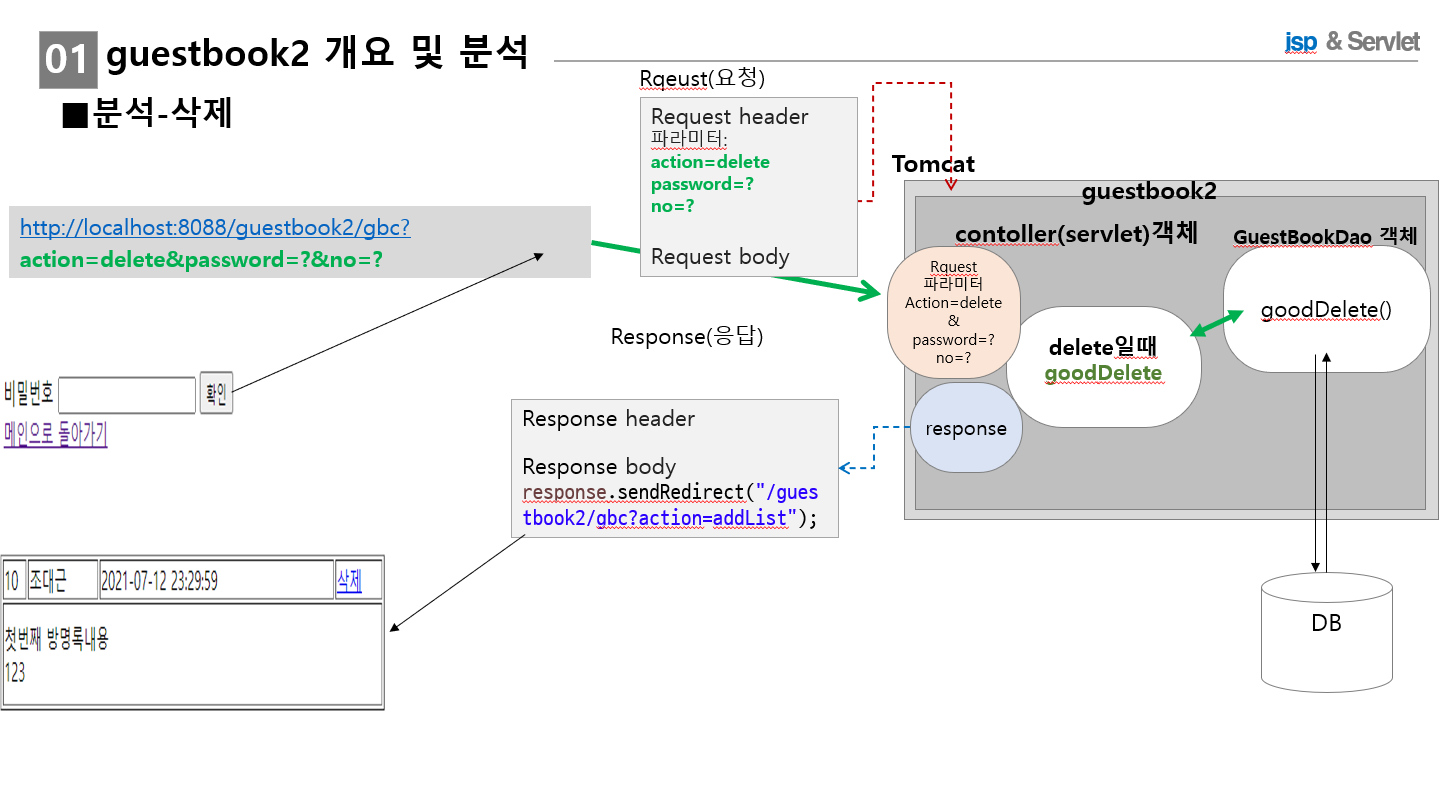 01 guestbook2 개요 및 분석
jsp & Servlet
■분석-삭제
Rqeust(요청)
Request header
파라미터:
action=delete
password=?
no=?
Request body
http://localhost:8088/guestbook2/gbc?
action=delete&password=?&no=?
Tomcat
guestbook2
contoller(servlet)객체
GuestBookDao 객체
Rquest
파라미터
Action=delete
&
password=?
no=?
delete일때
goodDelete
goodDelete()
Response(응답)
비밀번호
확인
메인으로 돌아가기
Response header
Response body
response.sendRedirect("/gues
tbook2/gbc?action=addList");
response
10 조대근 2021-07-12 23:29:59 삭제
첫번째 방명록내용
123
DB